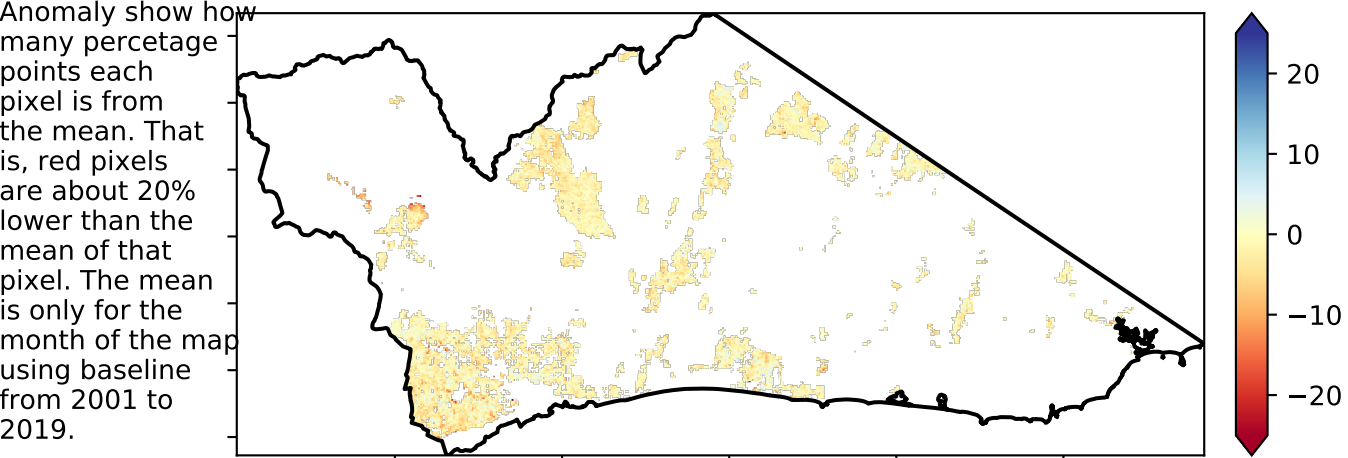 Anomaly show how
many percetage
points each
pixel is from
the mean. That
is, red pixels
are about 20%
lower than the
mean of that
pixel. The mean
is only for the
month of the map
using baseline
from 2001 to
2019.
20
10
0
−10
−20